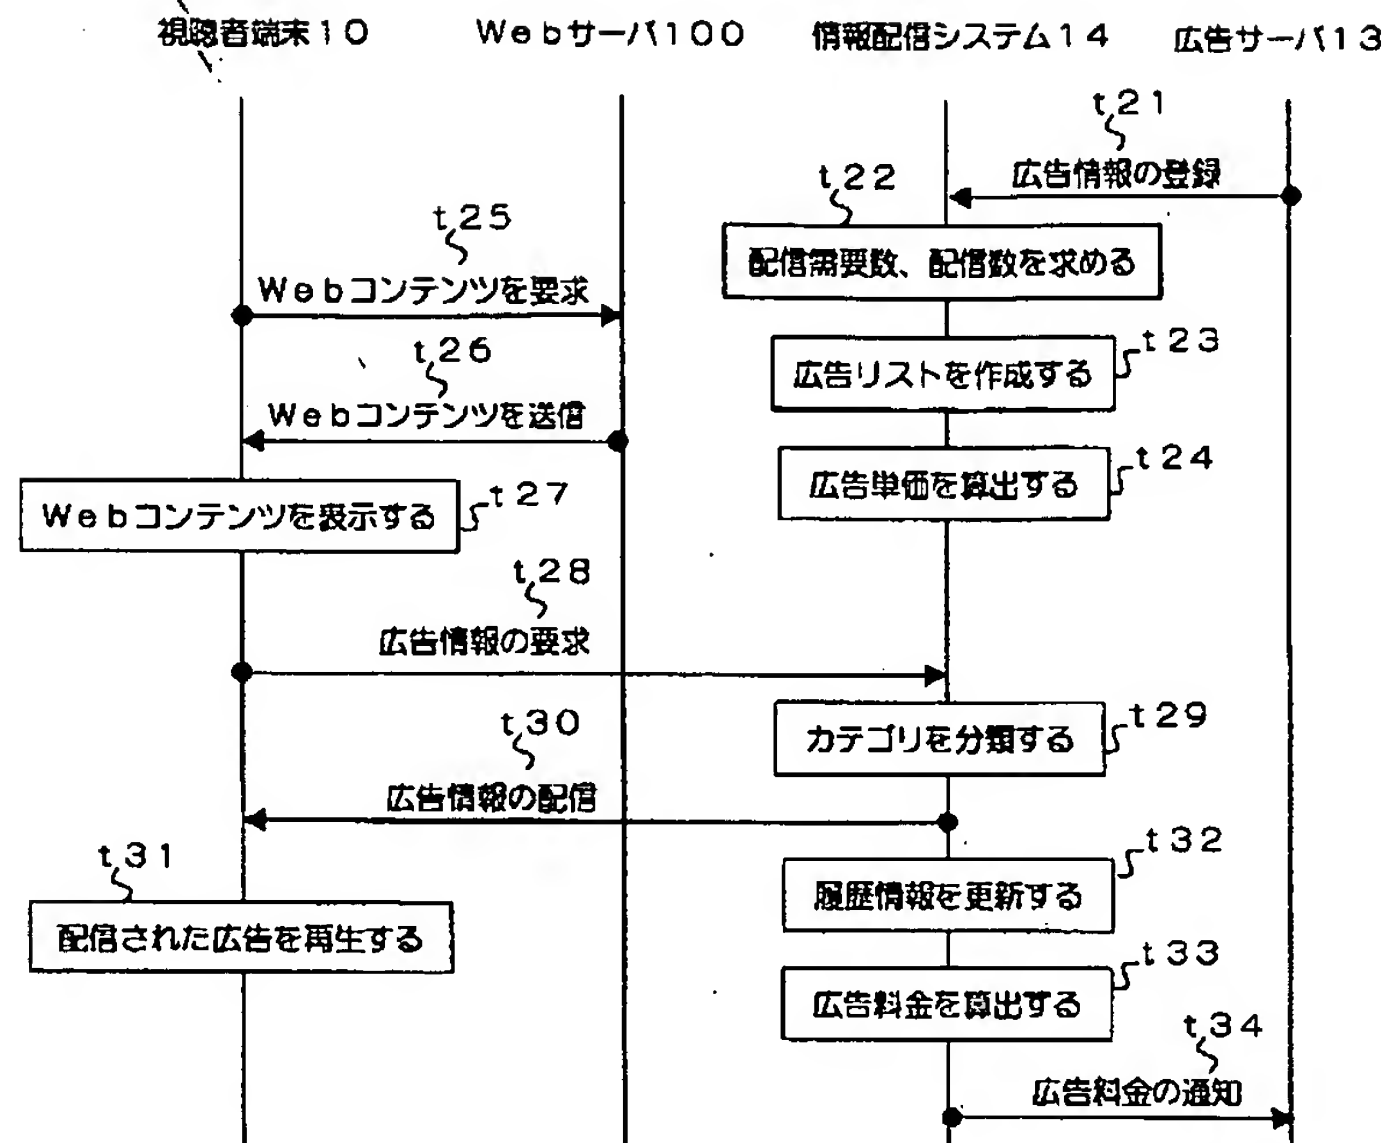 視聴者端末10
Webサーバ100
情報配信システム14
広告サーバ13
t21
広告情報の登録
t22
配信需要数、配信数を求める
t25
Webコンテンツを要求
t23
広告リストを作成する
t26
Webコンテンツを送信
t24
広告単価を算出する
t27
Webコンテンツを表示する
t28
広告情報の要求
t29
カテゴリを分類する
t30
広告情報の配信
t31
配信された広告を再生する
t32
履歴情報を更新する
t33
広告料金を算出する
t34
広告料金の通知